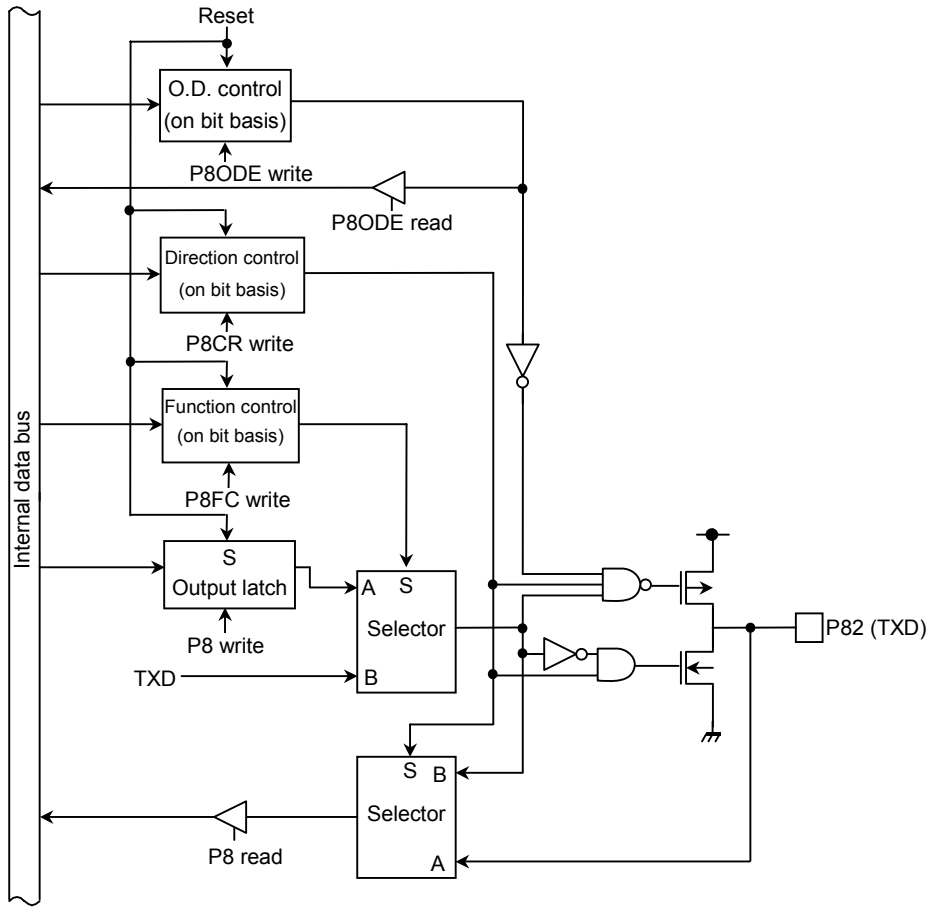 Reset
O.D. control
(on bit basis)
P8ODE write
P8ODE read
Direction control
(on bit basis)
P8CR write
Function control
(on bit basis)
P8FC write
Internal data bus
S
Output latch
P8 write
A
S
Selector
B
TXD
P82 (TXD)
S
B
Selector
A
P8 read